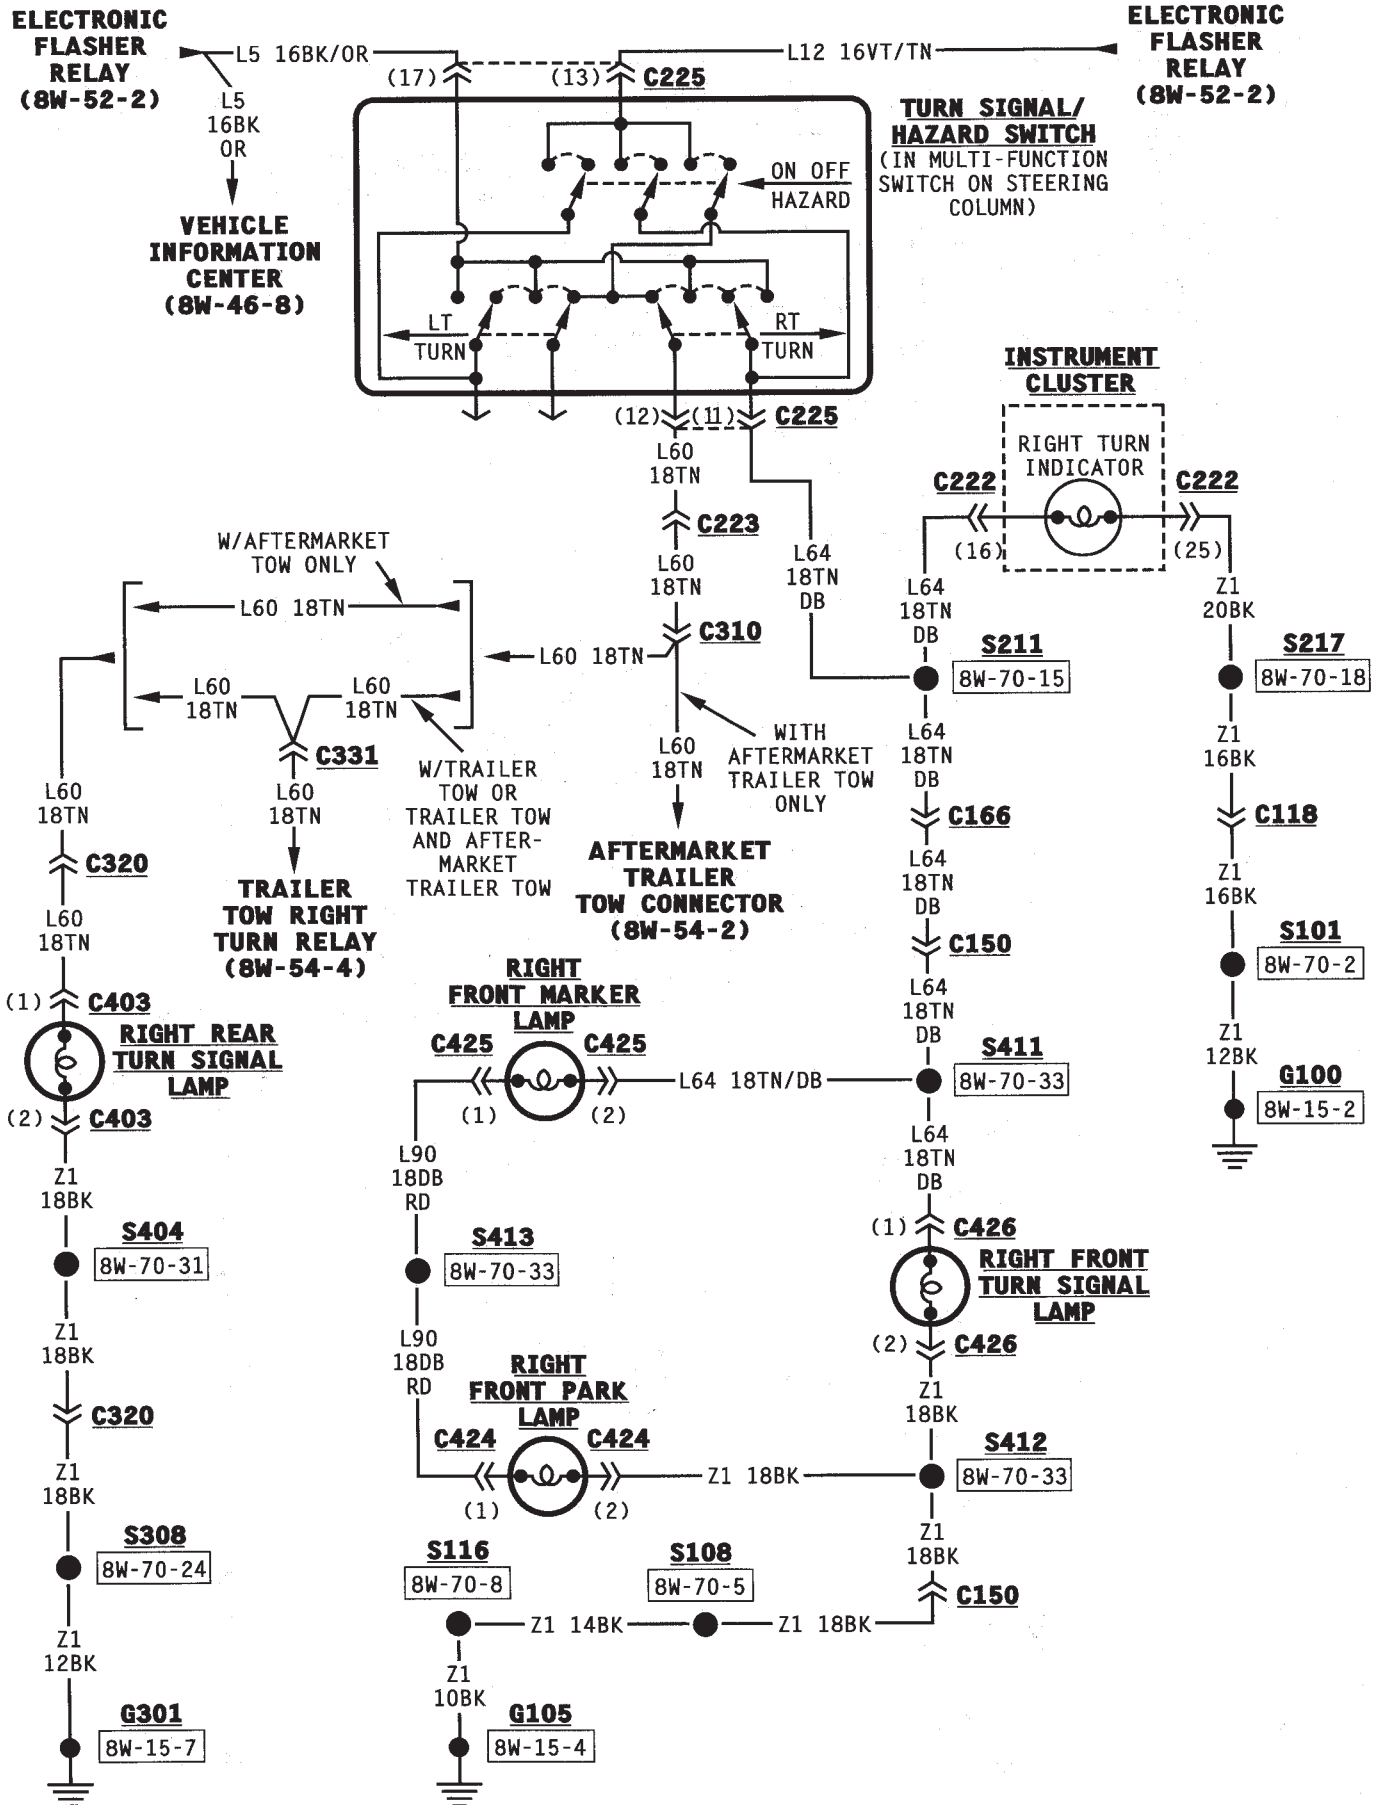 ELECTRONIC
FLASHER
RELAY
(8W-52-2)
L5 16BK/OR
(17)
(13)
C225
L12 16VT/TN
ELECTRONIC
FLASHER
RELAY
(8W-52-2)
L5
16BK
OR
VEHICLE
INFORMATION
CENTER
(8W-46-8)
TURN SIGNAL/
HAZARD SWITCH
(IN MULTI-FUNCTION
SWITCH ON STEERING
COLUMN)
ON OFF
HAZARD
LT
TURN
RT
TURN
(12)
(11)
C225
L60
18TN
C223
L60
18TN
C310
L64
18TN
DB
INSTRUMENT
CLUSTER
RIGHT TURN
INDICATOR
C222
(16)
C222
(25)
L64
18TN
DB
Z1
20BK
S211
8W-70-15
S217
8W-70-18
W/AFTERMARKET
TOW ONLY
L60 18TN
L60 18TN
L60
18TN
L60
18TN
C331
L60
18TN
TRAILER
TOW RIGHT
TURN RELAY
(8W-54-4)
W/TRAILER
TOW OR
TRAILER TOW
AND AFTER-
MARKET
TRAILER TOW
L60
18TN
WITH
AFTERMARKET
TRAILER TOW
ONLY
AFTERMARKET
TRAILER
TOW CONNECTOR
(8W-54-2)
L64
18TN
DB
C166
L64
18TN
DB
C150
L64
18TN
DB
Z1
16BK
C118
Z1
16BK
S101
8W-70-2
Z1
12BK
G100
8W-15-2
L60
18TN
C320
L60
18TN
(1)
C403
RIGHT REAR
TURN SIGNAL
LAMP
(2)
C403
Z1
18BK
S404
8W-70-31
Z1
18BK
C320
Z1
18BK
S308
8W-70-24
Z1
12BK
G301
8W-15-7
RIGHT
FRONT MARKER
LAMP
C425
(1)
C425
(2)
L64 18TN/DB
S411
8W-70-33
L90
18DB
RD
S413
8W-70-33
L90
18DB
RD
RIGHT
FRONT PARK
LAMP
C424
(1)
C424
(2)
Z1 18BK
L64
18TN
DB
(1)
C426
RIGHT FRONT
TURN SIGNAL
LAMP
(2)
C426
Z1
18BK
S412
8W-70-33
Z1
18BK
C150
S116
8W-70-8
S108
8W-70-5
Z1 14BK
Z1 18BK
Z1
10BK
G105
8W-15-4